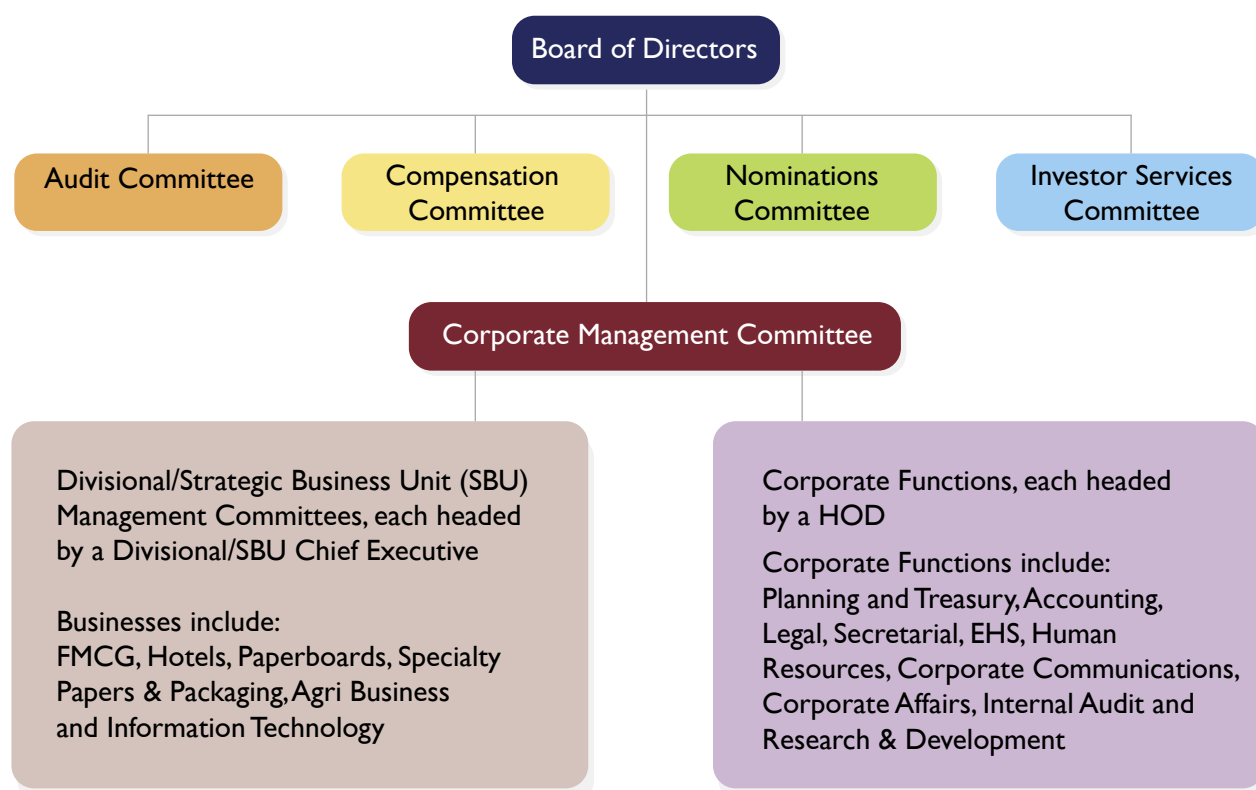 Board of Directors
Audit Committee
Compensation
Committee
Nominations
Committee
Investor Services
Committee
Corporate Management Committee
Divisional/Strategic Business Unit (SBU)
Management Committees, each headed
by a Divisional/SBU Chief Executive
Businesses include:
FMCG, Hotels, Paperboards, Specialty
Papers & Packaging, Agri Business
and Information Technology
Corporate Functions, each headed
by a HOD
Corporate Functions include:
Planning and Treasury, Accounting,
Legal, Secretarial, EHS, Human
Resources, Corporate Communications,
Corporate Affairs, Internal Audit and
Research & Development